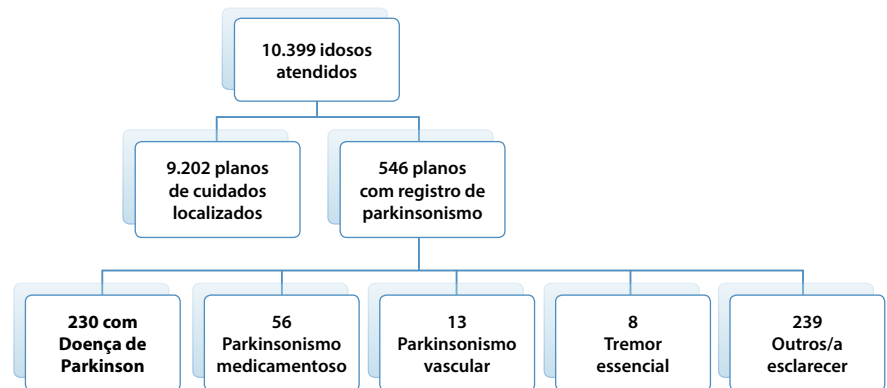 10.399 idosos
atendidos
9.202 planos
de cuidados
localizados
546 planos
com registro de
parkinsonismo
230 com
Doença de
Parkinson
56
Parkinsonismo
medicamentoso
13
Parkinsonismo
vascular
8
Tremor
essencial
239
Outros/a
esclarecer